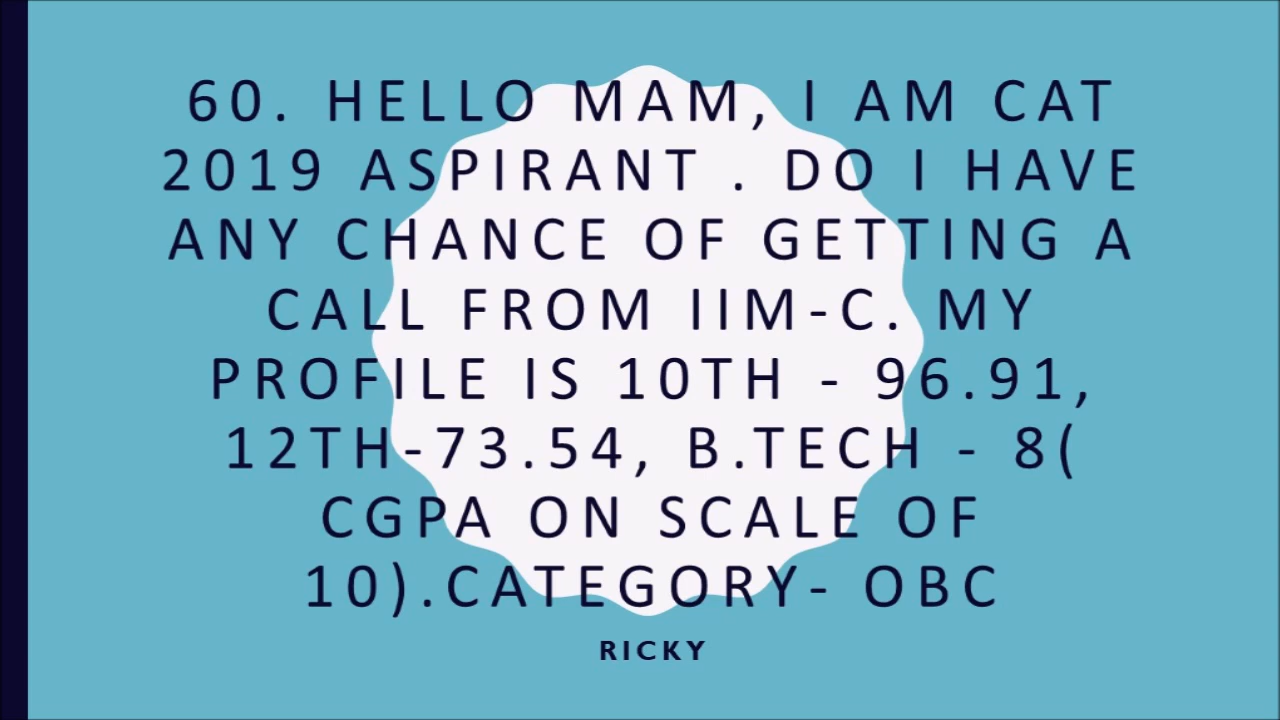 60. HELLO MAM, I AM CAT
2019 ASPIRANT . DO I HAVE
ANY CHANCE OF GETTING A
CALL FROM IIM-C. MY
PROFILE IS 10TH - 96.91,
12TH-73.54, B.TECH - 8(
CGPA ON SCALE OF
10).CATEGORY- OBC
RICKY